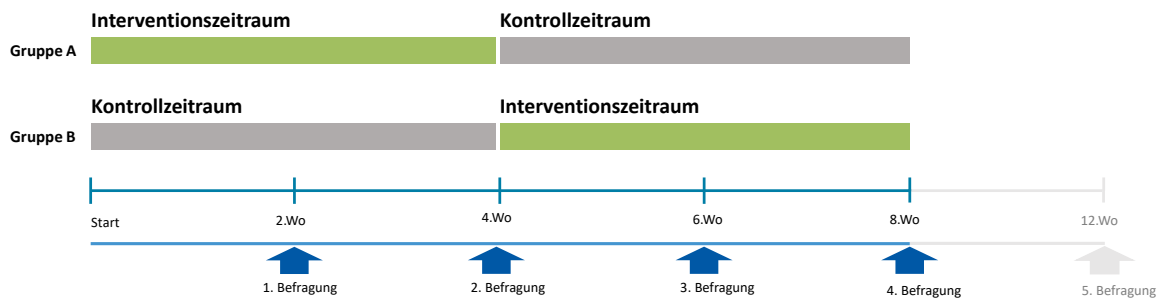 Interventionszeitraum Kontrollzeitraum
Gruppe A
Kontrollzeitraum Interventionszeitraum
Gruppe B
Start 2.Wo 4.Wo 6.Wo 8.Wo 12.Wo
1. Befragung 2. Befragung 3. Befragung 4. Befragung 5. Befragung